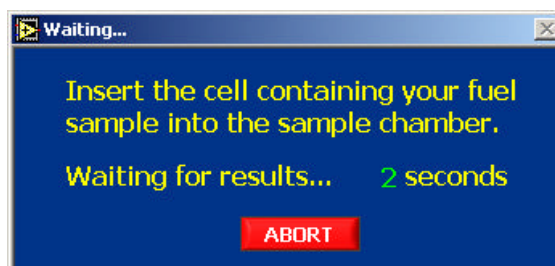 Waiting...
Insert the cell containing your fuel
sample into the sample chamber.
Waiting for results... 2 seconds
ABORT